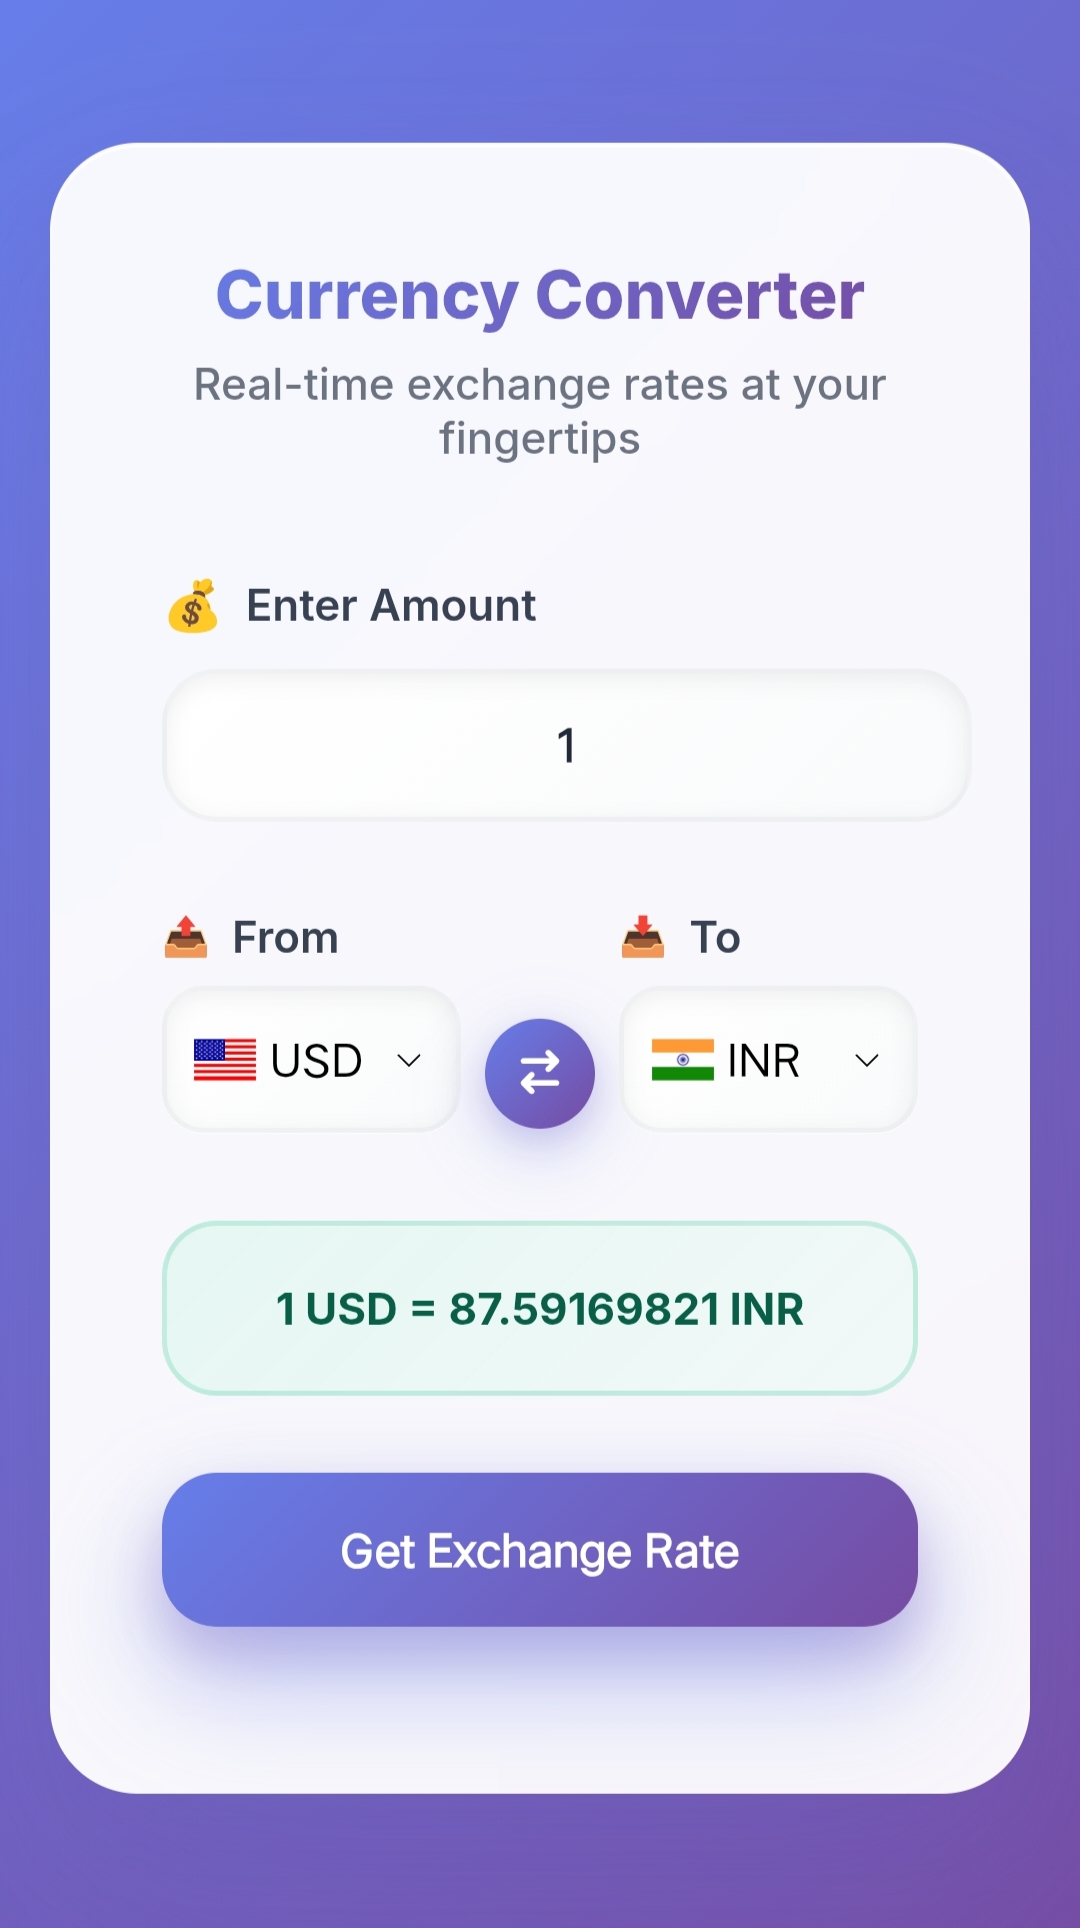 Currency Converter
Real-time exchange rates at your
fingertips
💰 Enter Amount
1
📤 From
📥 To
USD
INR
1 USD = 87.59169821 INR
Get Exchange Rate